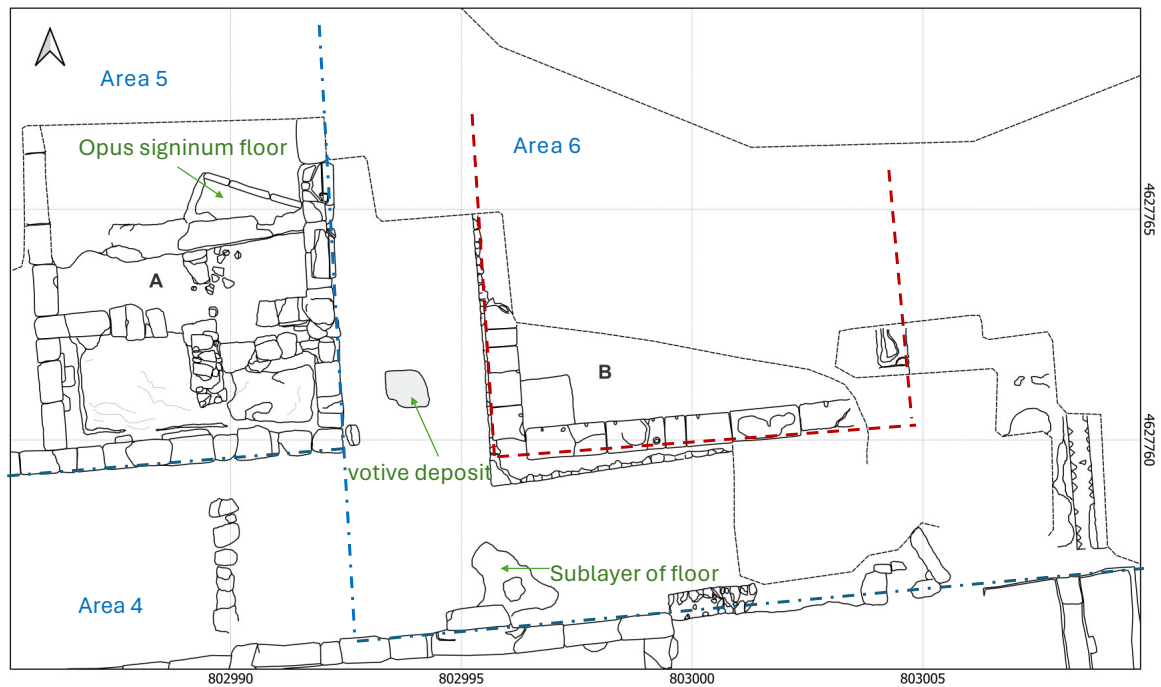 Area 5
Opus signinum floor
Area 6
4627765
A
B
4627760
votive deposit
Sublayer of floor
Area 4
802990
802995
803000
803005